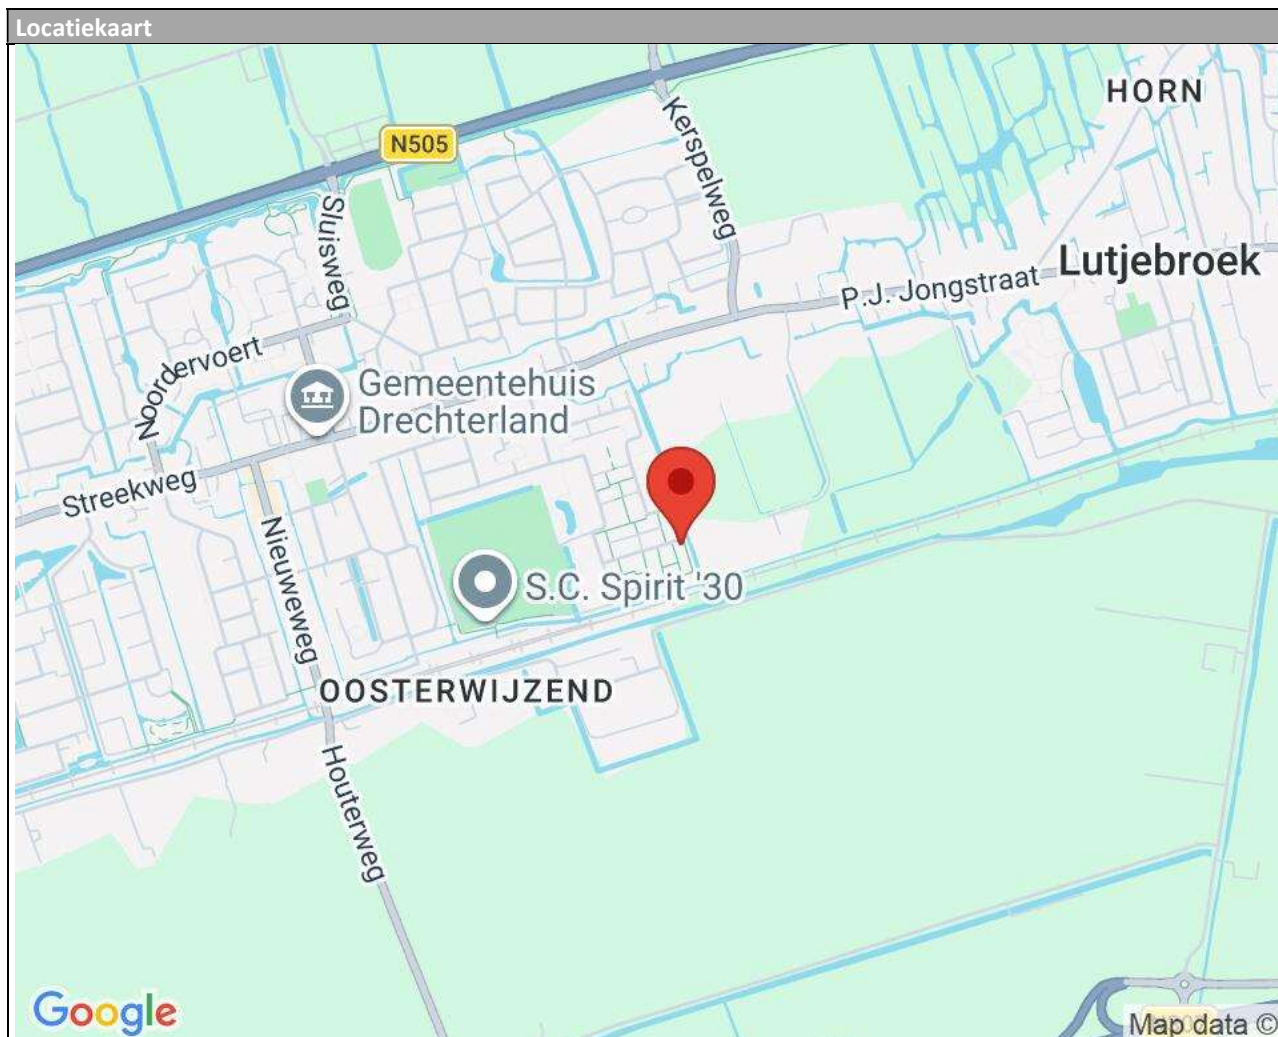 Locatiekaart
HORN
N505
Kerspelweg
Sluisweg
Lutjebroek
P.J. Jongstraat
Noordervoert
Gemeentehuis
Drechterland
Streekweg
Nieuweweg
S.C. Spirit '30
OOSTERWIJZEND
Houterweg
Google
Map data ©